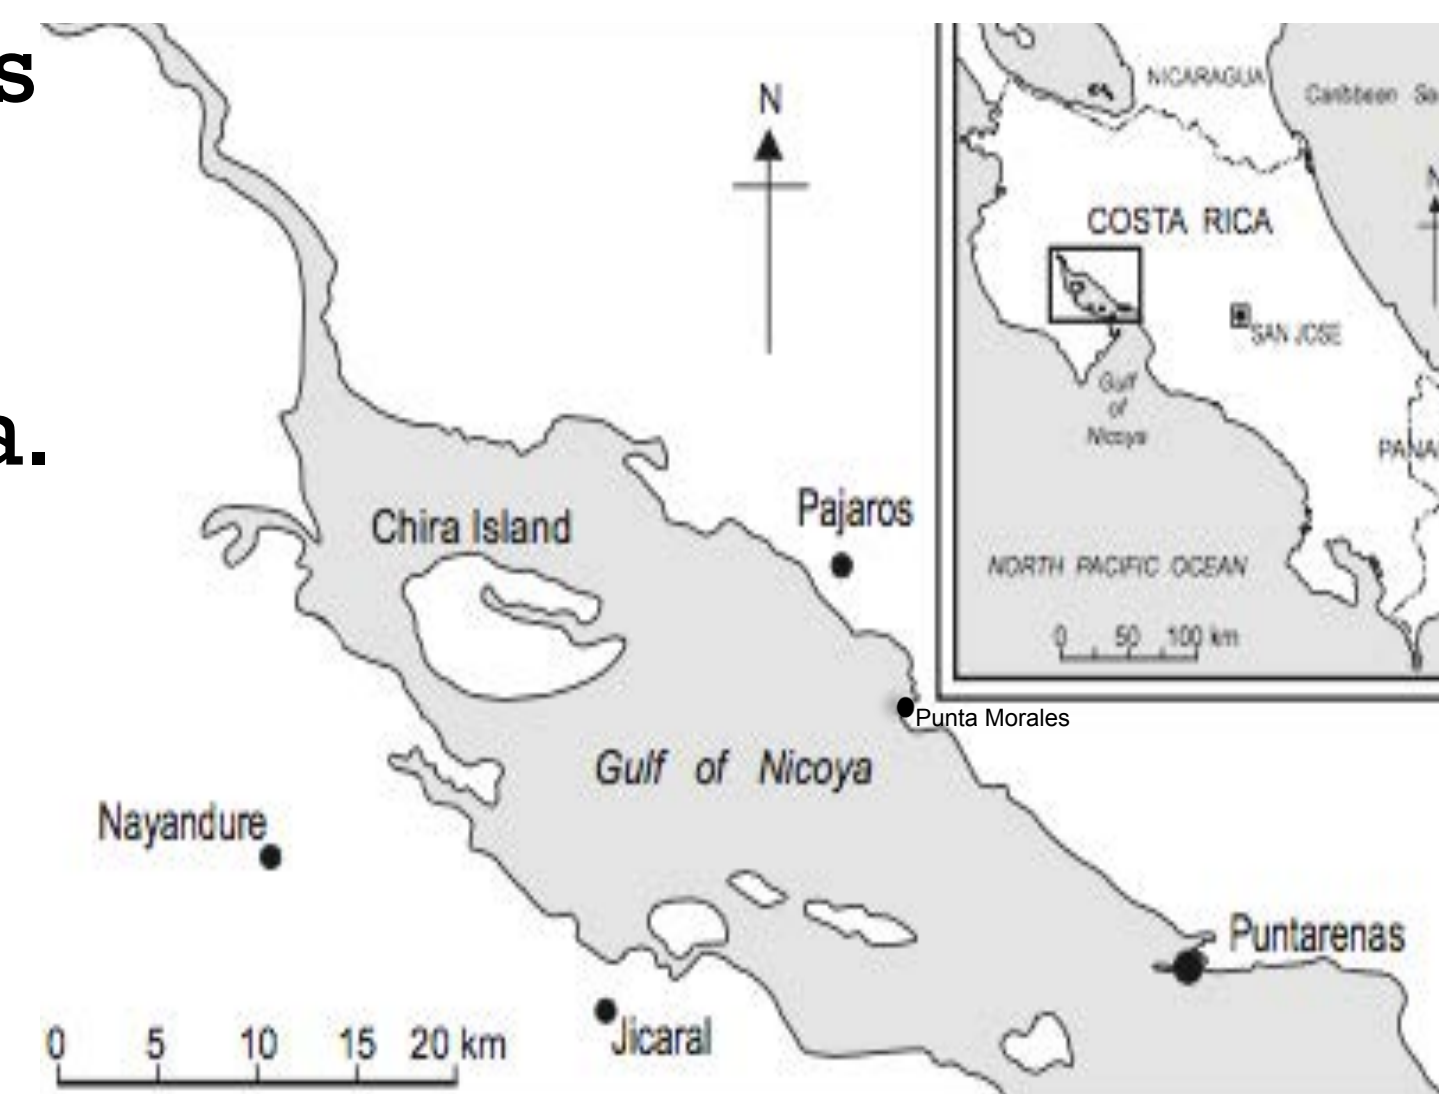 s
a.
N
Chira Island
Pajaros
Punta Morales
Gulf of Nicoya
Nayandure
Puntarenas
Jicaral
0 5 10 15 20 km
NICARAGUA
Caribbean
N
COSTA RICA
SAN JOSE
Gulf
of
Nicoya
NORTH PACIFIC OCEAN
0 50 100 km